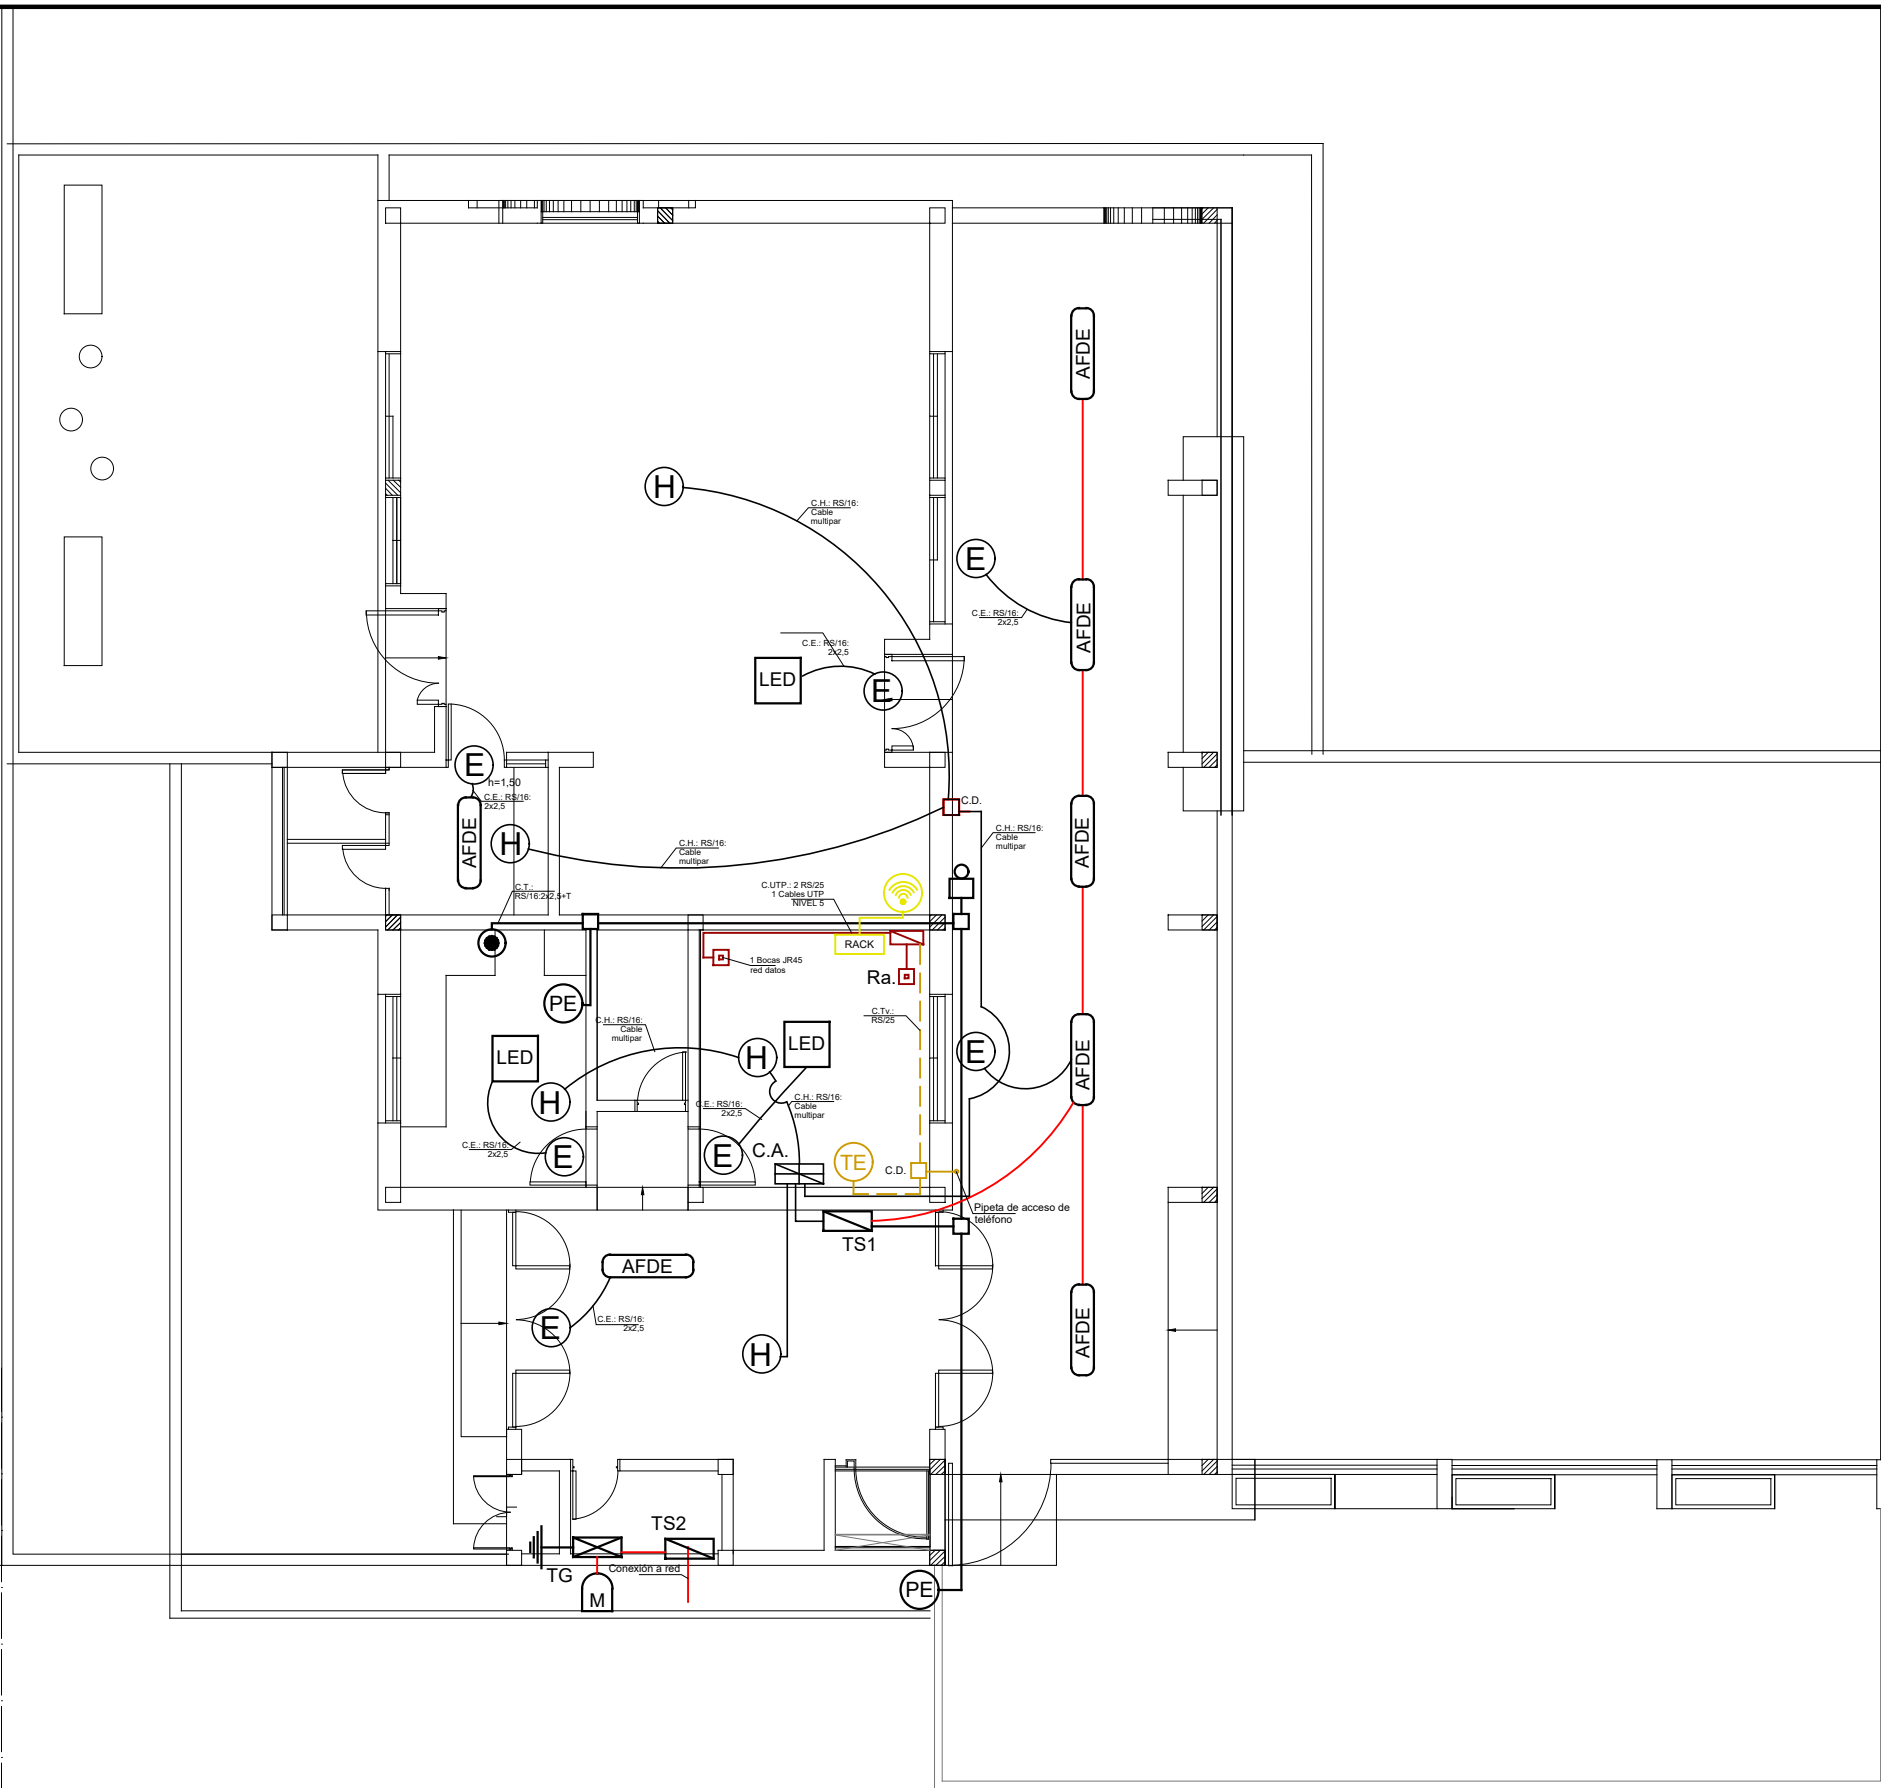 AFDE
H
C.H.: RS/16:
Cable
multipar
E
C.E.: RS/16:
2x2,5
AFDE
C.E.: RS/16:
2x2,5
LED
E
E
h=1,50
C.E.: RS/16:
2x2,5
AFDE
H
C.H.: RS/16:
Cable
multipar
C.D.
C.H.: RS/16:
Cable
multipar
AFDE
C.T.:
RS/16:2x2,5+T
C.UTP.: 2 RS/25
1 Cables UTP
NIVEL 5
RACK
1 Bocas JR45
red datos
Ra.
PE
C.Tv.:
RS/25
C.H.: RS/16:
Cable
multipar
LED
H
LED
E
AFDE
H
C.E.: RS/16:
2x2,5
C.H.: RS/16:
Cable
multipar
C.E.: RS/16:
2x2,5
E
E
C.A.
TE
C.D.
Pipeta de acceso de
teléfono
TS1
AFDE
C.E.: RS/16:
2x2,5
E
H
AFDE
TS2
TG
Conexión a red
M
PE